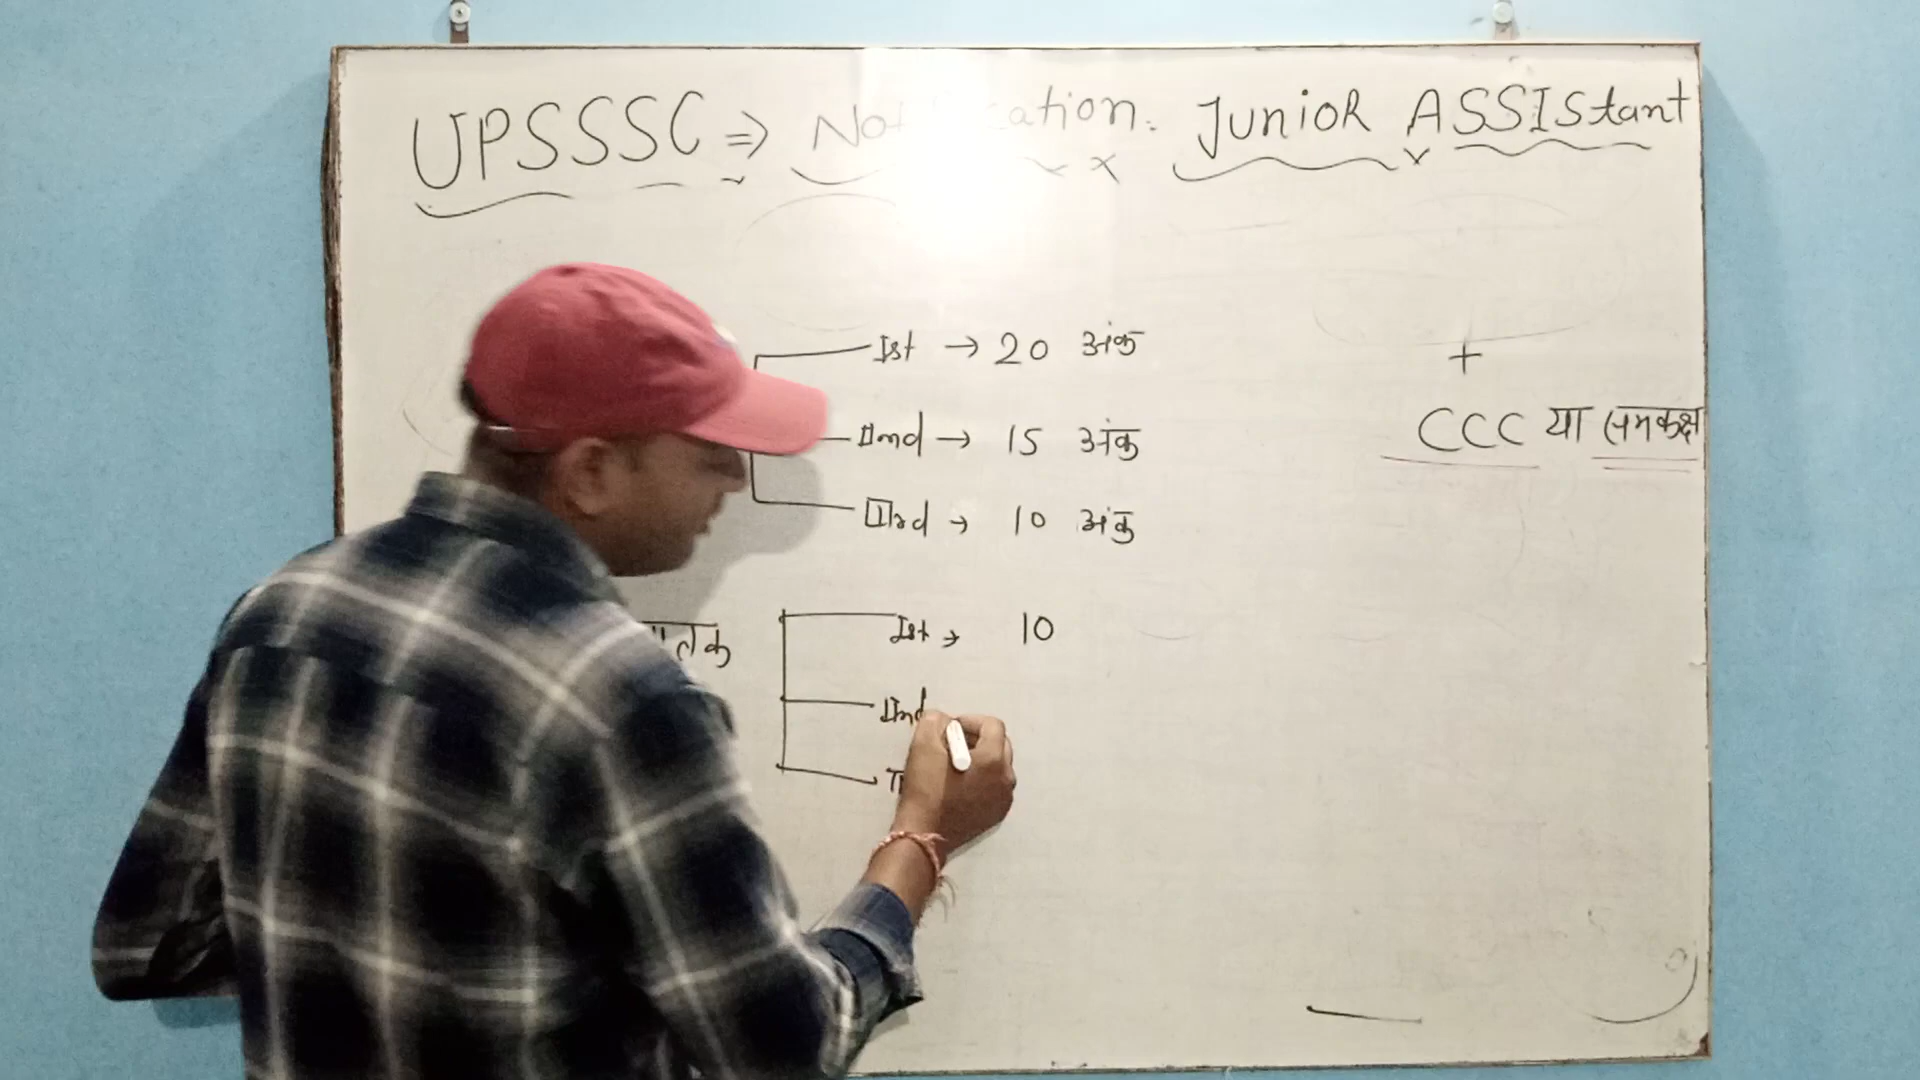 UPSSSC ⇒ Notification. Junior ASSIStant
Ist → 20 अंक
IInd → 15 अंक
IIIrd → 10 अंक
+
CCC या समकक्ष
Ist → 10
IInd